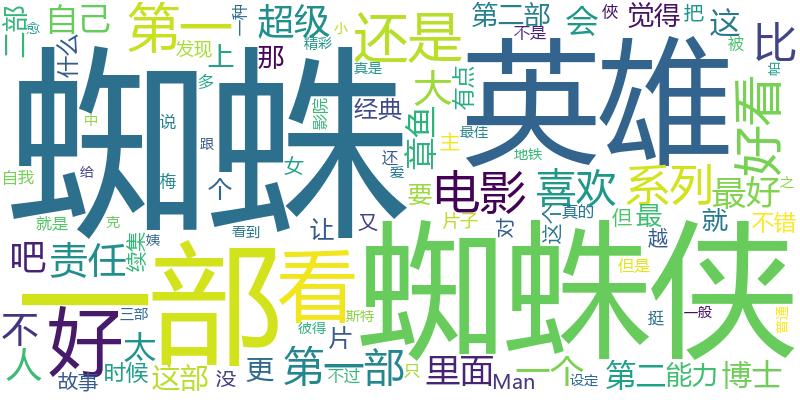 二部
自己
第一
一种
愈
小
发现
上
超级
精彩
那
还是
第二部
不是
会
俠
觉得
把
这
被
比
什么
蜘蛛
多
影院
真是
经典
大
有点
英雄
帕
好看
说
跟
还
章鱼
主
最佳
地铁
之
中
给
梅
个
女
爱
要
电影
喜欢
系列
最好
自我
就是
克
看到
让
又
片子
对
这个
真的
但
最
就
不错
吧
责任
续集
姨
一部
看
蜘蛛侠
越
但是
不
好
三部
彼得
斯特
挺
一般
普通
人
故事
时候
太
这部
没
更
第一部
片
不过
只
里面
Man
一个
设定
第二
能力
博士